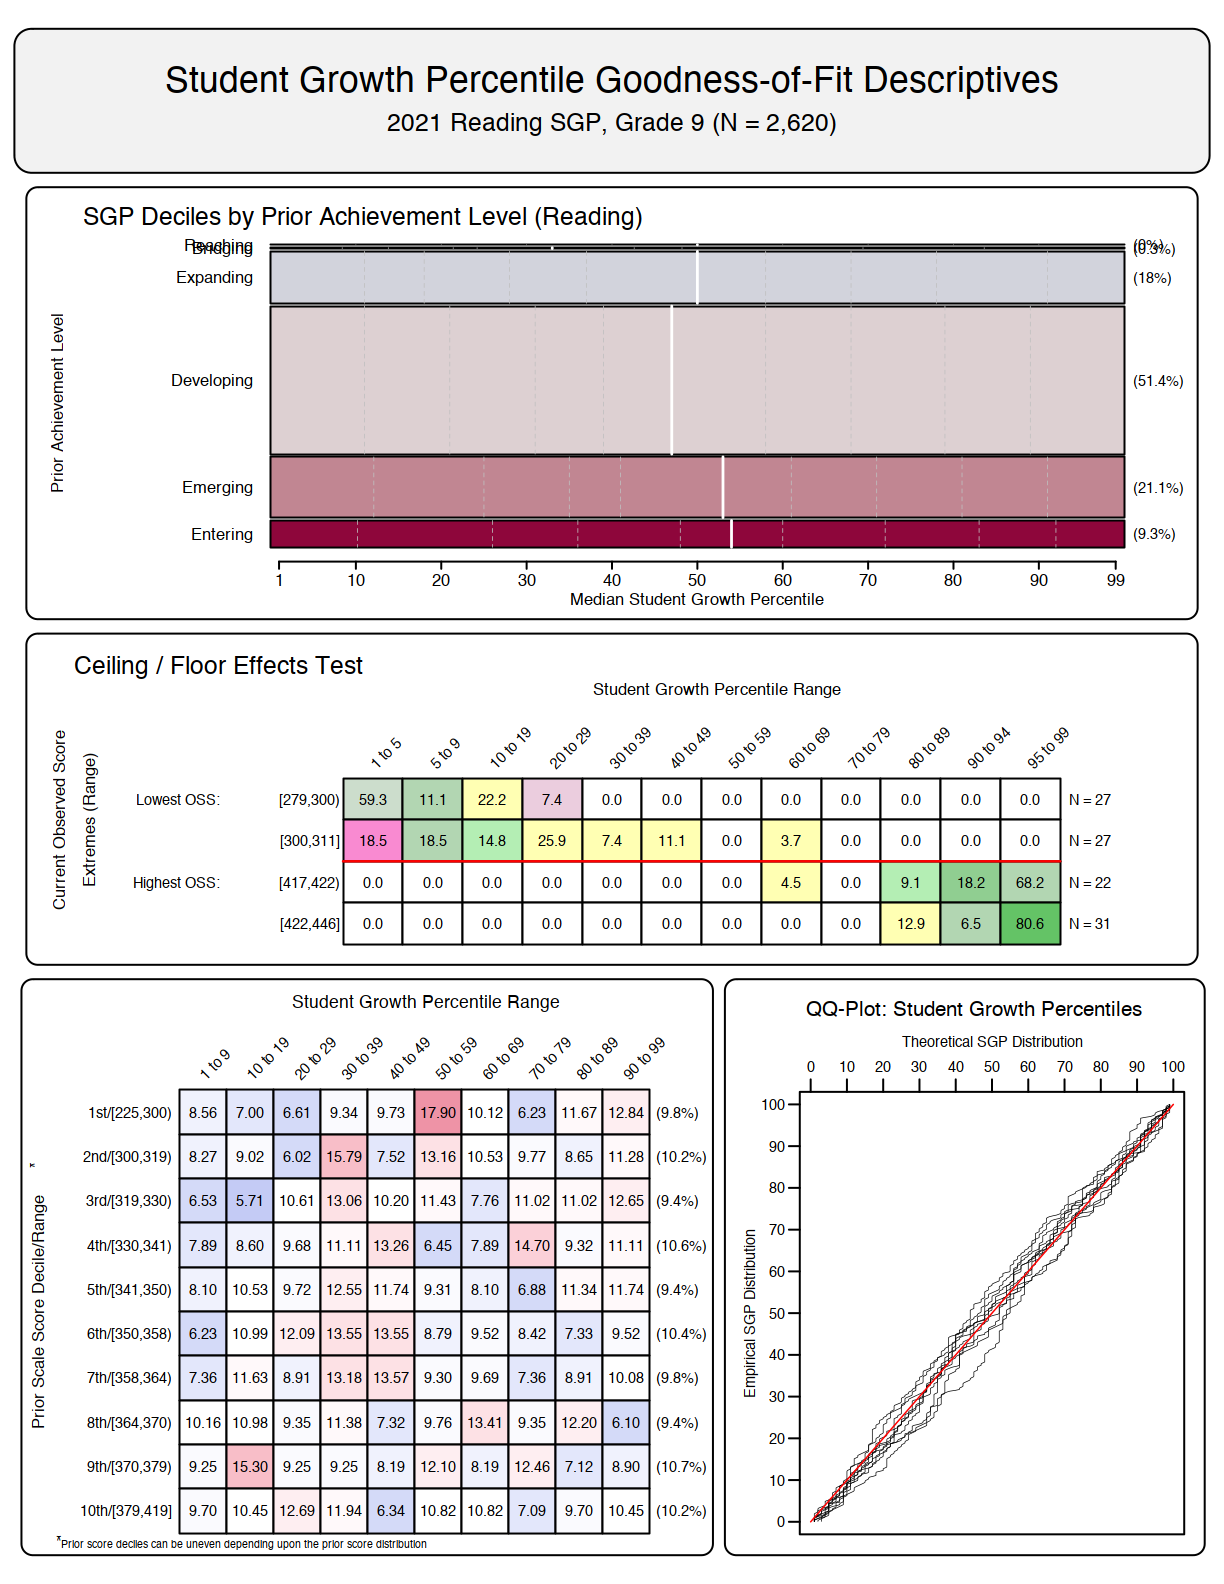 Student Growth Percentile Goodness-of-Fit Descriptives
2021 Reading SGP, Grade 9 (N = 2,620)
SGP Deciles by Prior Achievement Level (Reading)
Prior Achievement Level
Reaching (0%)
Bridging (0.3%)
Expanding (18%)
Developing (51.4%)
Emerging (21.1%)
Entering (9.3%)
1 10 20 30 40 50 60 70 80 90 99
Median Student Growth Percentile
Ceiling / Floor Effects Test
Student Growth Percentile Range
Current Observed Score
Extremes (Range)
1 to 5 5 to 9 10 to 19 20 to 29 30 to 39 40 to 49 50 to 59 60 to 69 70 to 79 80 to 89 90 to 94 95 to 99
Lowest OSS: [279,300) 59.3 11.1 22.2 7.4 0.0 0.0 0.0 0.0 0.0 0.0 0.0 0.0 N = 27
[300,311] 18.5 18.5 14.8 25.9 7.4 11.1 0.0 3.7 0.0 0.0 0.0 0.0 N = 27
Highest OSS: [417,422) 0.0 0.0 0.0 0.0 0.0 0.0 0.0 4.5 0.0 9.1 18.2 68.2 N = 22
[422,446] 0.0 0.0 0.0 0.0 0.0 0.0 0.0 0.0 0.0 12.9 6.5 80.6 N = 31
Student Growth Percentile Range
Prior Scale Score Decile/Range *
1 to 9 10 to 19 20 to 29 30 to 39 40 to 49 50 to 59 60 to 69 70 to 79 80 to 89 90 to 99
1st/[225,300) 8.56 7.00 6.61 9.34 9.73 17.90 10.12 6.23 11.67 12.84 (9.8%)
2nd/[300,319) 8.27 9.02 6.02 15.79 7.52 13.16 10.53 9.77 8.65 11.28 (10.2%)
3rd/[319,330) 6.53 5.71 10.61 13.06 10.20 11.43 7.76 11.02 11.02 12.65 (9.4%)
4th/[330,341) 7.89 8.60 9.68 11.11 13.26 6.45 7.89 14.70 9.32 11.11 (10.6%)
5th/[341,350) 8.10 10.53 9.72 12.55 11.74 9.31 8.10 6.88 11.34 11.74 (9.4%)
6th/[350,358) 6.23 10.99 12.09 13.55 13.55 8.79 9.52 8.42 7.33 9.52 (10.4%)
7th/[358,364) 7.36 11.63 8.91 13.18 13.57 9.30 9.69 7.36 8.91 10.08 (9.8%)
8th/[364,370) 10.16 10.98 9.35 11.38 7.32 9.76 13.41 9.35 12.20 6.10 (9.4%)
9th/[370,379) 9.25 15.30 9.25 9.25 8.19 12.10 8.19 12.46 7.12 8.90 (10.7%)
10th/[379,419] 9.70 10.45 12.69 11.94 6.34 10.82 10.82 7.09 9.70 10.45 (10.2%)
*Prior score deciles can be uneven depending upon the prior score distribution
QQ-Plot: Student Growth Percentiles
Theoretical SGP Distribution
0 10 20 30 40 50 60 70 80 90 100
Empirical SGP Distribution
100
90
80
70
60
50
40
30
20
10
0